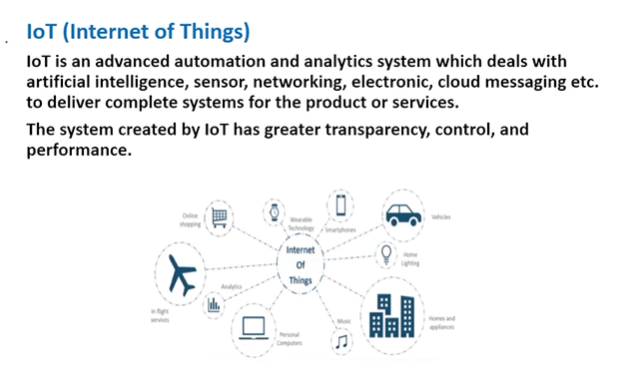 IoT (Internet of Things)
IoT is an advanced automation and analytics system which deals with
artificial intelligence, sensor, networking, electronic, cloud messaging etc.
to deliver complete systems for the product or services.
The system created by IoT has greater transparency, control, and
performance.
Online
shopping
Wearable
Technology
Smartphones
Vehicles
Internet
Of
Things
Home
Lighting
Analytics
In flight
services
Personal
Computers
Music
Homes and
appliances